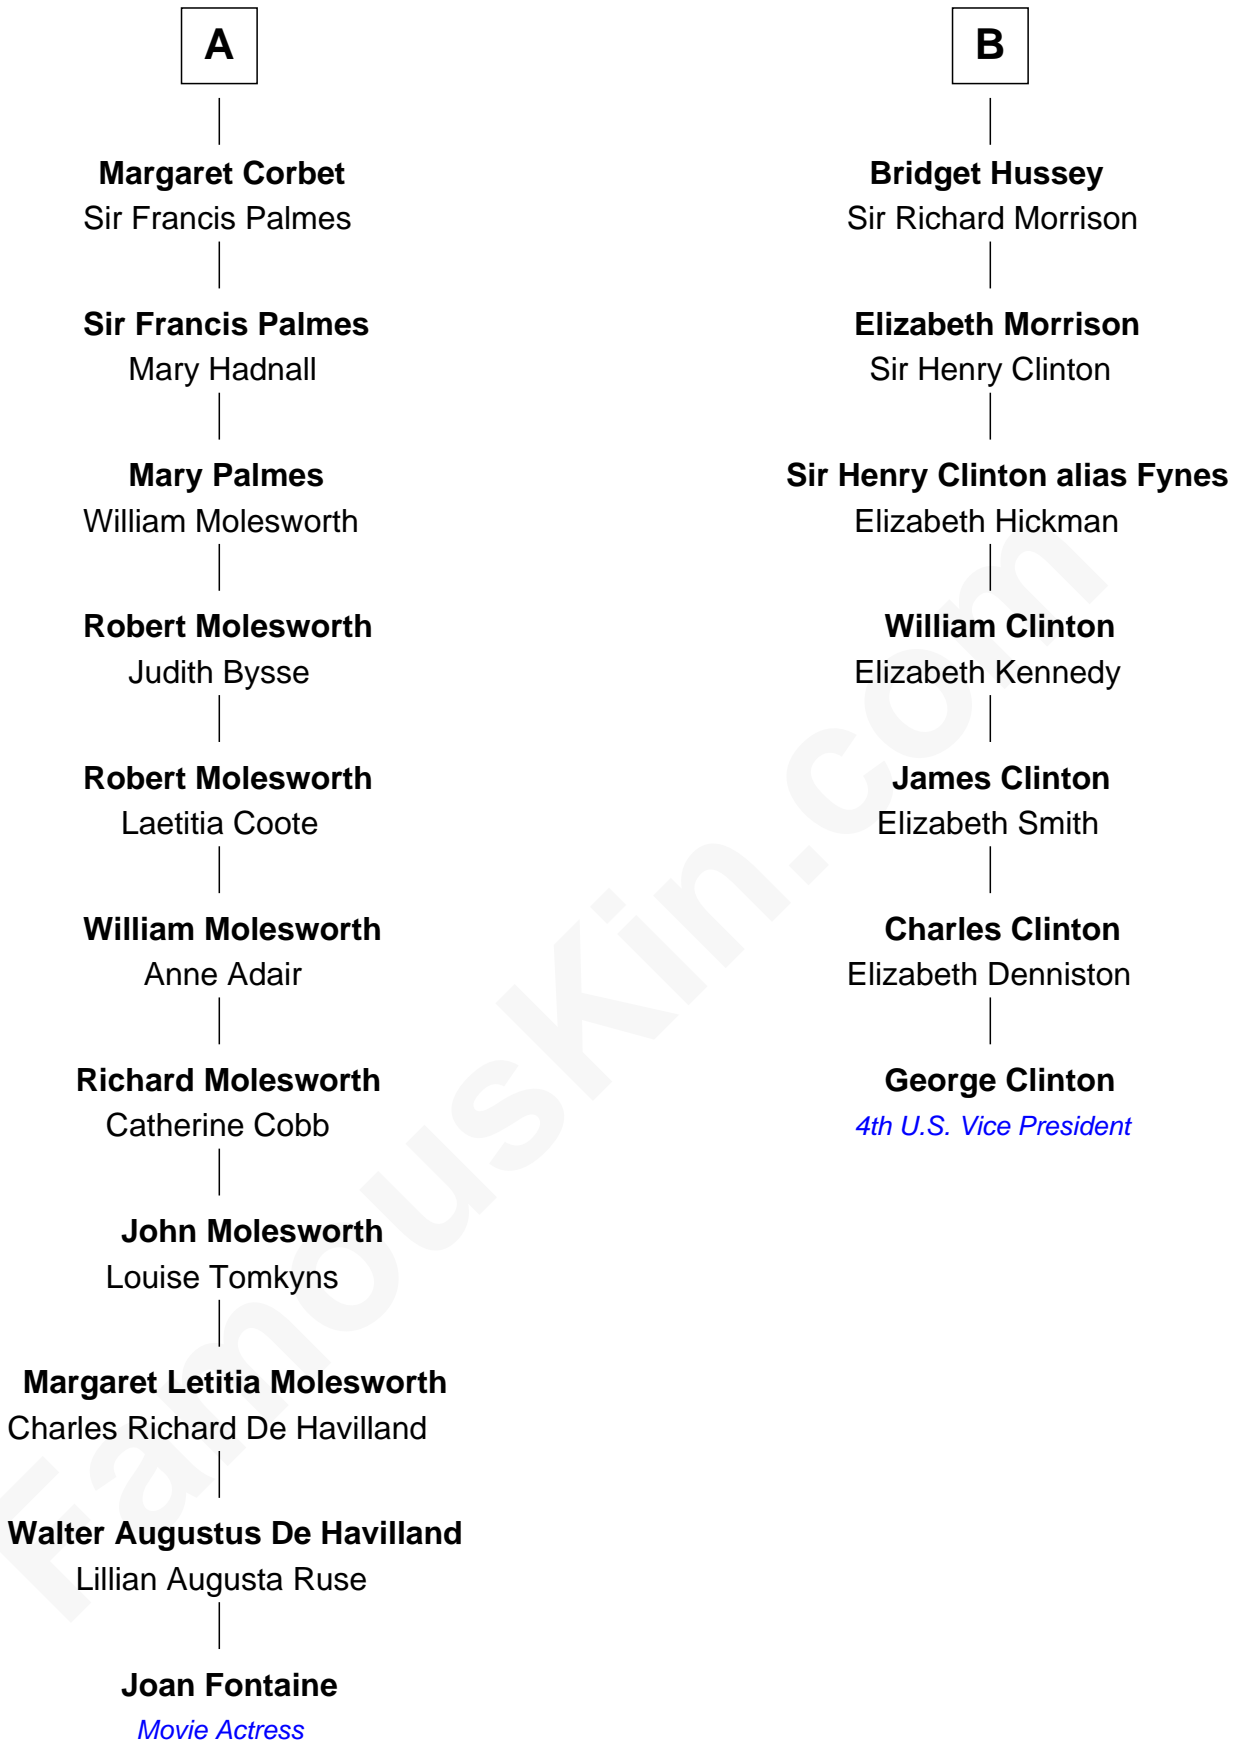 A
Margaret Corbet
Sir Francis Palmes
Sir Francis Palmes
Mary Hadnall
Mary Palmes
William Molesworth
Robert Molesworth
Judith Bysse
Robert Molesworth
Laetitia Coote
William Molesworth
Anne Adair
Richard Molesworth
Catherine Cobb
John Molesworth
Louise Tomkyns
Margaret Letitia Molesworth
Charles Richard De Havilland
Walter Augustus De Havilland
Lillian Augusta Ruse
Joan Fontaine
Movie Actress
B
Bridget Hussey
Sir Richard Morrison
Elizabeth Morrison
Sir Henry Clinton
Sir Henry Clinton alias Fynes
Elizabeth Hickman
William Clinton
Elizabeth Kennedy
James Clinton
Elizabeth Smith
Charles Clinton
Elizabeth Denniston
George Clinton
4th U.S. Vice President
FamousKin.com